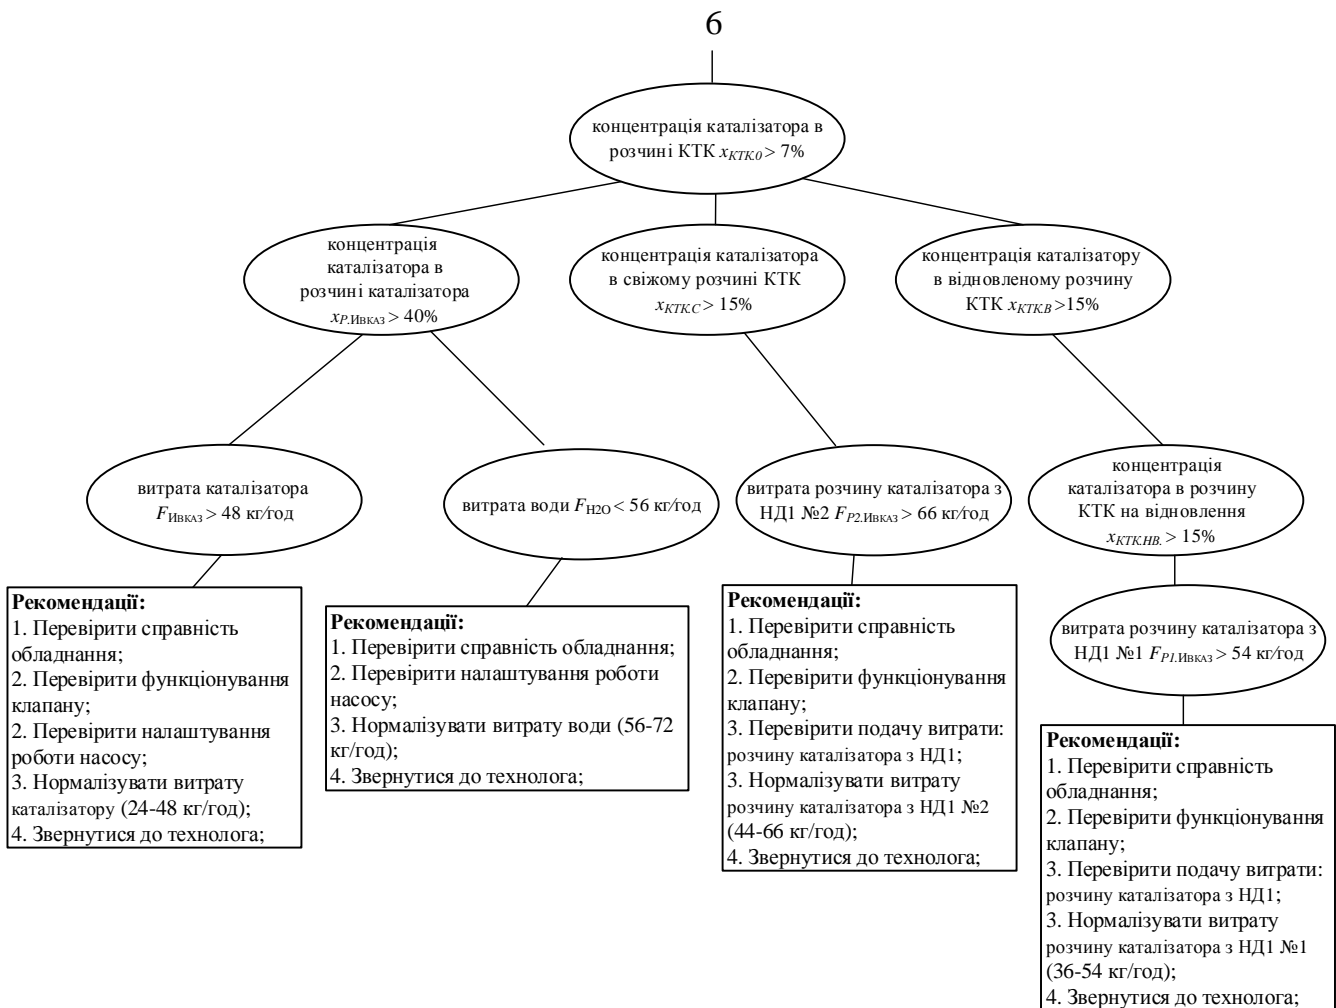 6
концентрація каталізатора в
розчині КТК xКТК.0 > 7%
концентрація
каталізатора в
розчині каталізатора
xР.ИвКАЗ > 40%
концентрація каталізатора
в свіжому розчині КТК
xКТК.С > 15%
концентрація каталізатору
в відновленому розчину
КТК xКТК.В >15%
витрата каталізатора
FИвКАЗ > 48 кг/год
витрата води FН2О < 56 кг/год
витрата розчину каталізатора з
НД1 №2 FР2.ИвКАЗ > 66 кг/год
концентрація
каталізатора в розчину
КТК на відновлення
xКТК.НВ. > 15%
витрата розчину каталізатора з
НД1 №1 FР1.ИвКАЗ > 54 кг/год
Рекомендації:
1. Перевірити справність
обладнання;
2. Перевірити функціонування
клапану;
2. Перевірити налаштування
роботи насосу;
3. Нормалізувати витрату
каталізатору (24-48 кг/год);
4. Звернутися до технолога;
Рекомендації:
1. Перевірити справність обладнання;
2. Перевірити налаштування роботи
насосу;
3. Нормалізувати витрату води (56-72
кг/год);
4. Звернутися до технолога;
Рекомендації:
1. Перевірити справність
обладнання;
2. Перевірити функціонування
клапану;
3. Перевірити подачу витрати:
розчину каталізатора з НД1;
3. Нормалізувати витрату
розчину каталізатора з НД1 №2
(44-66 кг/год);
4. Звернутися до технолога;
Рекомендації:
1. Перевірити справність
обладнання;
2. Перевірити функціонування
клапану;
3. Перевірити подачу витрати:
розчину каталізатора з НД1;
3. Нормалізувати витрату
розчину каталізатора з НД1 №1
(36-54 кг/год);
4. Звернутися до технолога;